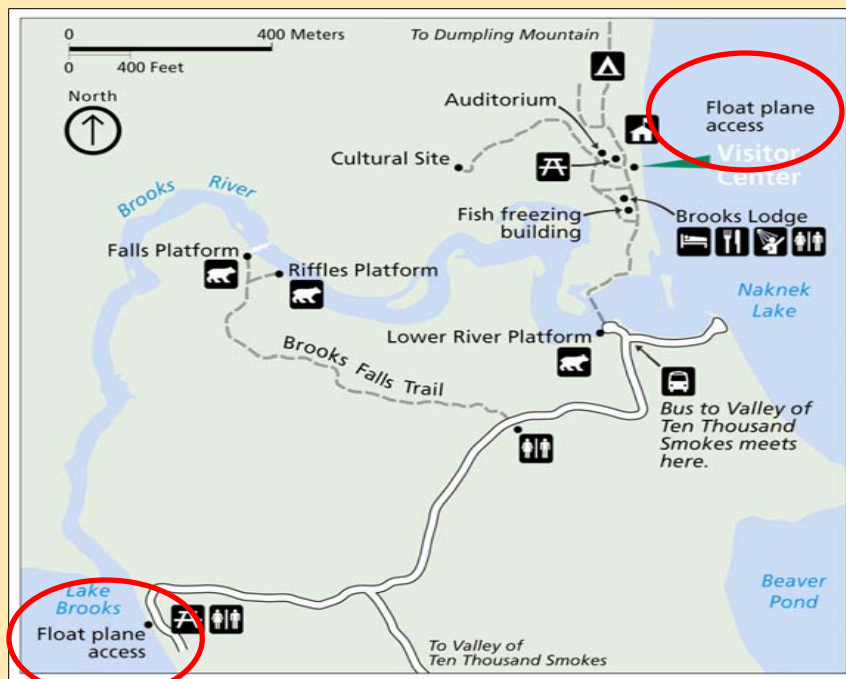 0 400 Meters
0 400 Feet
North
To Dumpling Mountain
Auditorium
Float plane
access
Cultural Site
Visitor
Center
Brooks River
Fish freezing
building
Brooks Lodge
Falls Platform
Riffles Platform
Naknek
Lake
Lower River Platform
Brooks Falls Trail
Bus to Valley of
Ten Thousand
Smokes meets
here.
Lake
Brooks
Beaver
Pond
Float plane
access
To Valley of
Ten Thousand Smokes